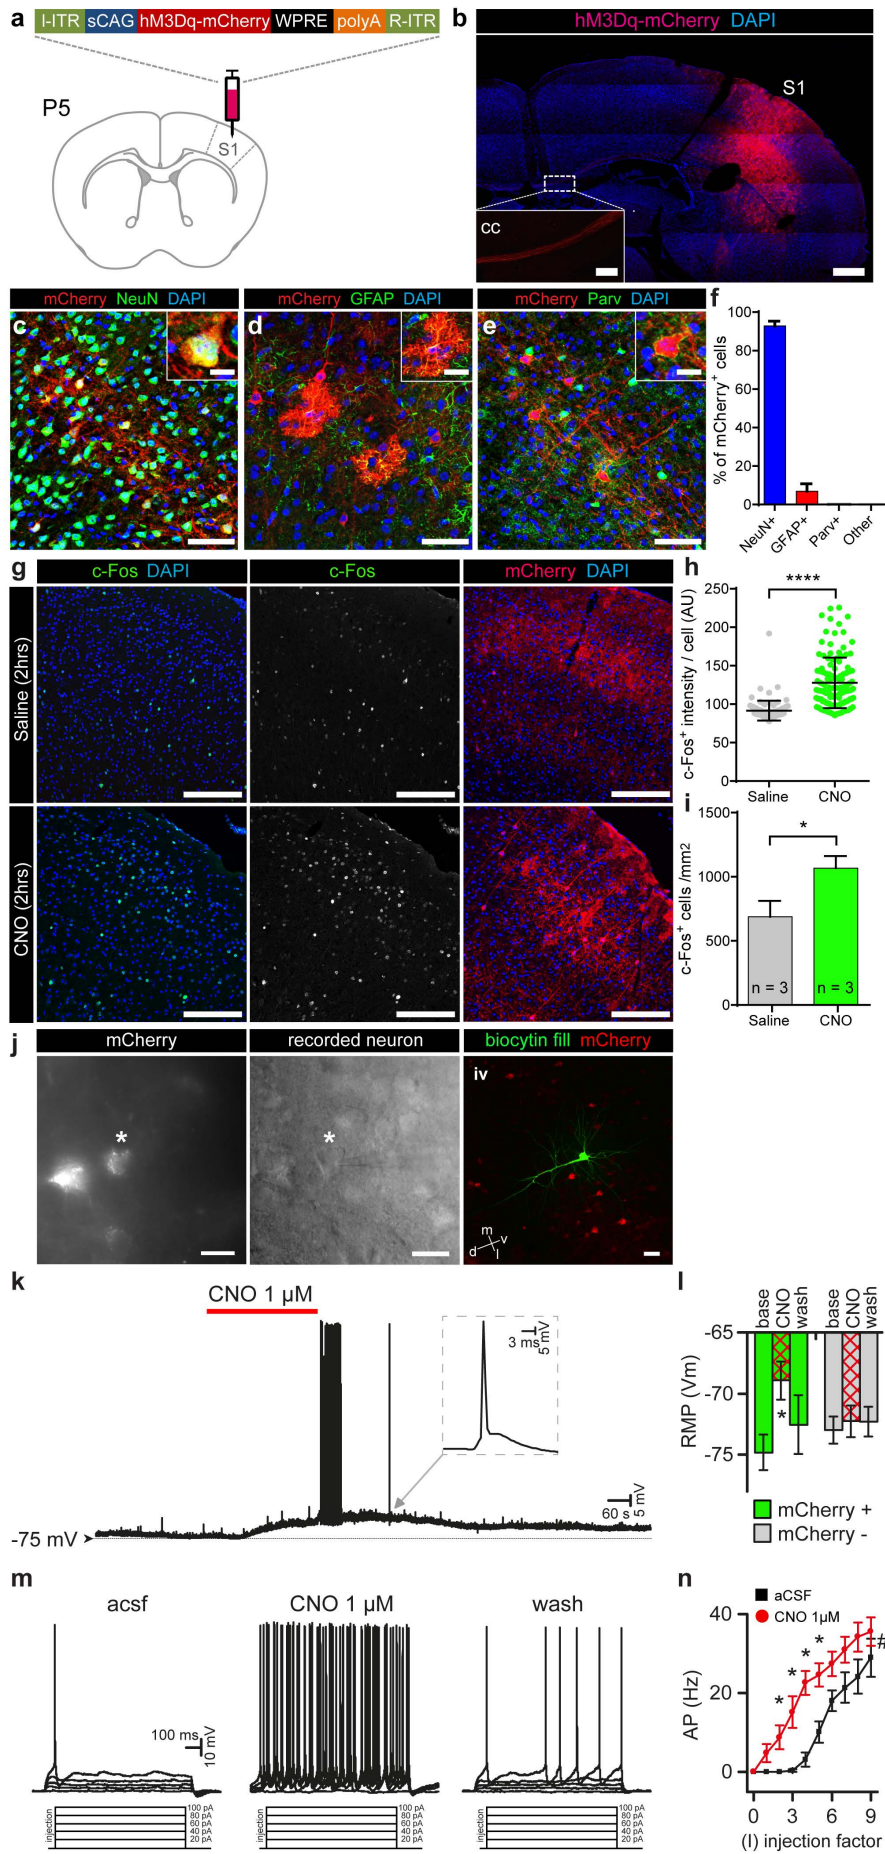 a
l-ITR sCAG hM3Dq-mCherry WPRE polyA R-ITR
P5
S1
b
hM3Dq-mCherry DAPI
S1
cc
mCherry NeuN DAPI
c
mCherry GFAP DAPI
d
mCherry Parv DAPI
e
f
% of mCherry+ cells
100
80
60
40
20
0
NeuN+
GFAP+
Parv+
Other
g
c-Fos DAPI
c-Fos
mCherry DAPI
Saline (2hrs)
CNO (2hrs)
h
c-Fos+ intensity / cell (AU)
250
200
150
100
50
0
****
Saline
CNO
i
c-Fos+ cells /mm2
1500
1000
500
0
*
n = 3
n = 3
Saline
CNO
j
mCherry
recorded neuron
biocytin fill mCherry
*
*
iv
m
d
v
l
k
CNO 1 µM
3 ms
5 mV
60 s
5 mV
-75 mV
l
base
CNO
wash
base
CNO
wash
RMP (Vm)
-65
-70
-75
*
mCherry +
mCherry -
m
acsf
CNO 1 µM
wash
100 ms
10 mV
injection
100 pA
80 pA
60 pA
40 pA
20 pA
injection
100 pA
80 pA
60 pA
40 pA
20 pA
injection
100 pA
80 pA
60 pA
40 pA
20 pA
n
aCSF
CNO 1µM
AP (Hz)
40
20
0
* * * *
#
0 3 6 9
(I) injection factor